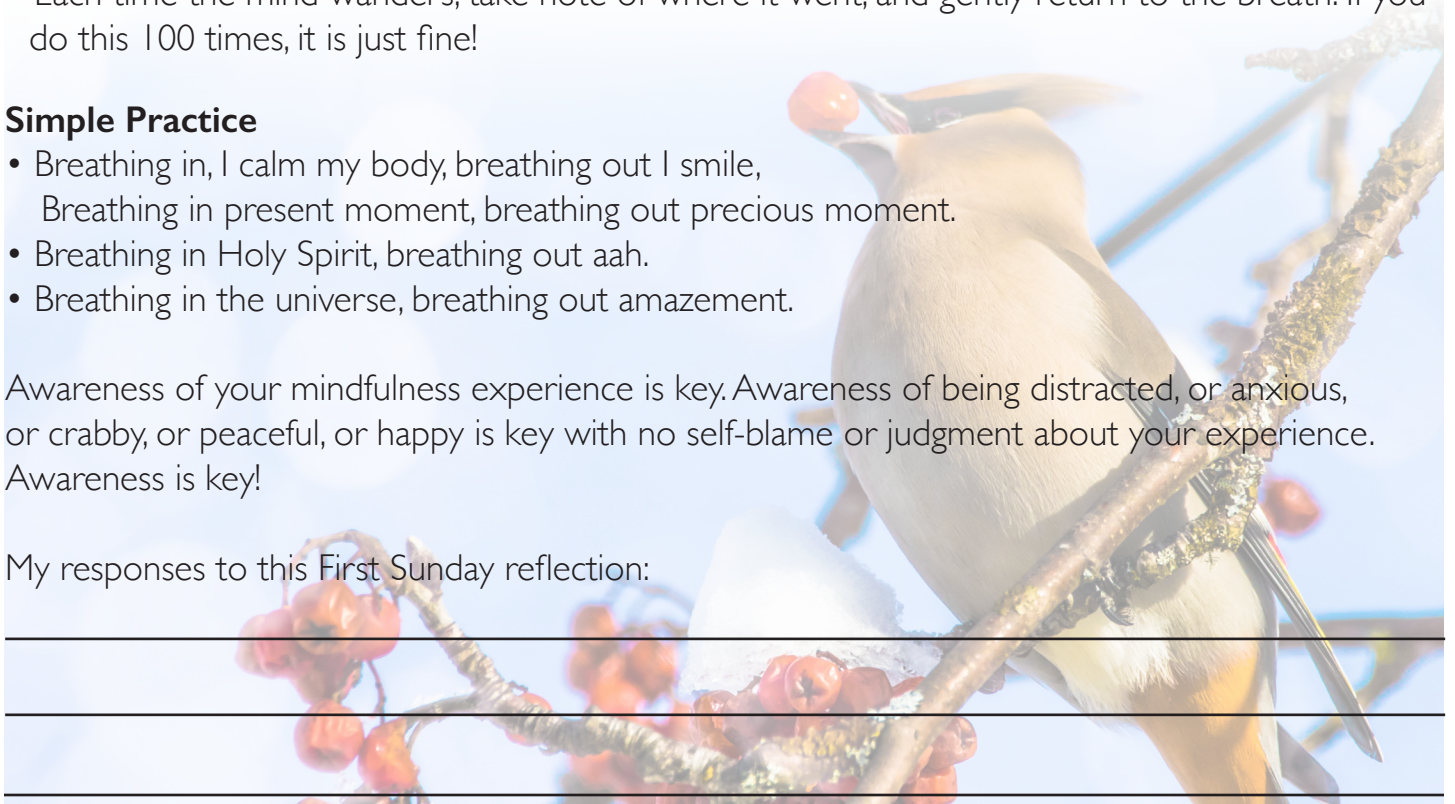 Each time the mind wanders, take note of where it went, and gently return to the breath. If you
do this 100 times, it is just fine!
Simple Practice
• Breathing in, I calm my body, breathing out I smile,
Breathing in present moment, breathing out precious moment.
• Breathing in Holy Spirit, breathing out aah.
• Breathing in the universe, breathing out amazement.
Awareness of your mindfulness experience is key. Awareness of being distracted, or anxious,
or crabby, or peaceful, or happy is key with no self-blame or judgment about your experience.
Awareness is key!
My responses to this First Sunday reflection: